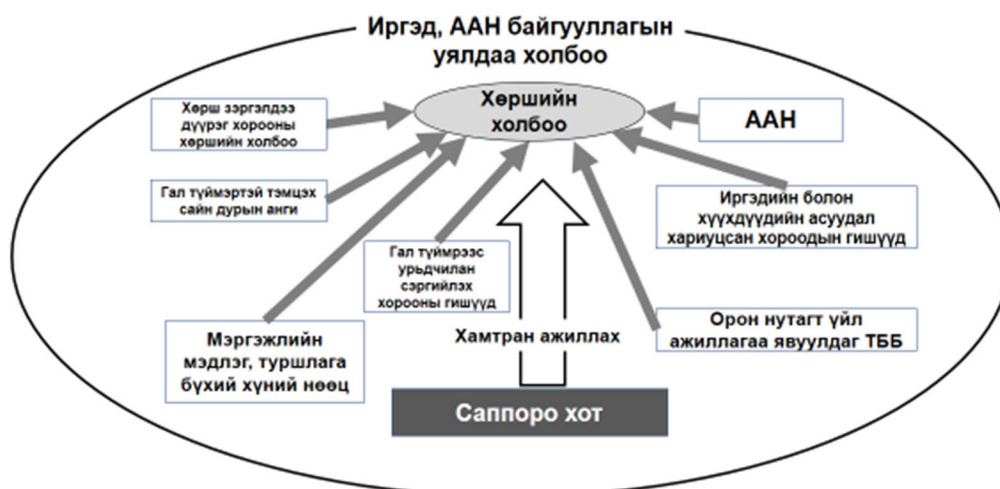 Иргэд, ААН байгууллагын
уялдаа холбоо
Хөршийн
холбоо
Хөрш зэргэлдээ
дүүрэг хорооны
хөршийн холбоо
ААН
Гал түймэртэй тэмцэх
сайн дурын анги
Иргэдийн болон
хүүхдүүдийн асуудал
хариуцсан хороодын гишүүд
Гал түймрээс
урьдчилан
сэргийлэх
хорооны гишүүд
Мэргэжлийн
мэдлэг, туршлага
бүхий хүний нөөц
Хамтран ажиллах
Орон нутагт үйл
ажиллагаа явуулдаг ТББ
Саппоро хот